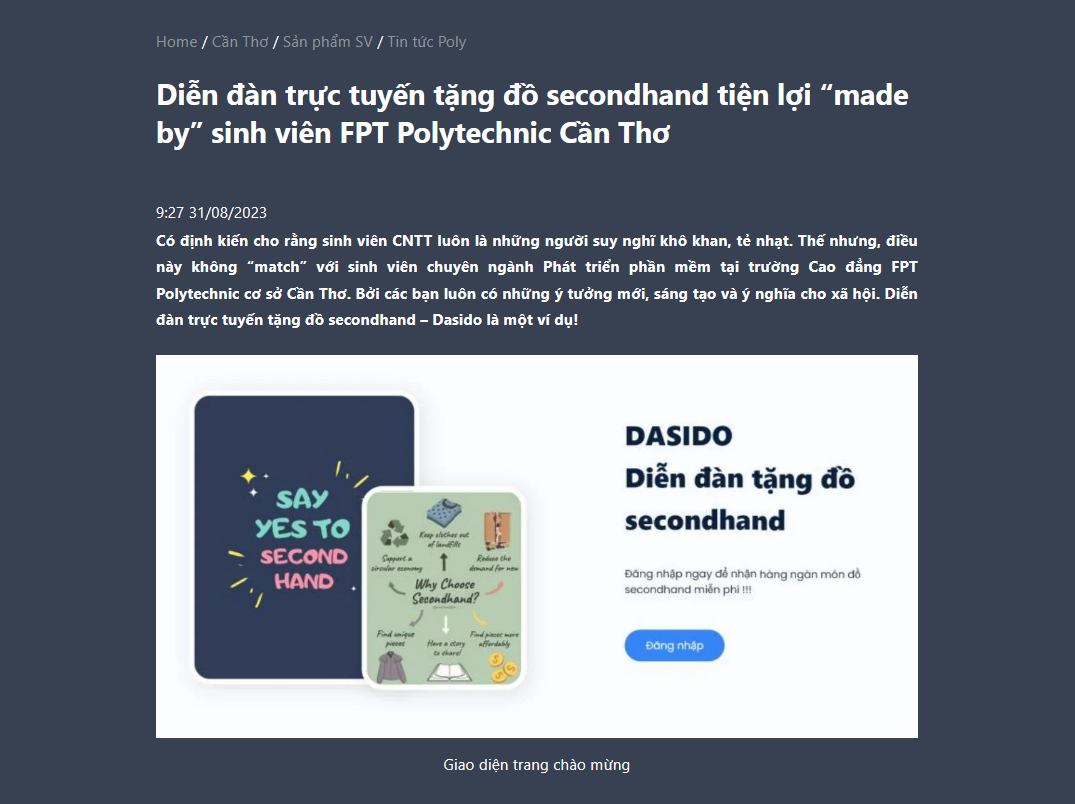 Home / Cần Thơ / Sản phẩm SV / Tin tức Poly
Diễn đàn trực tuyến tặng đồ secondhand tiện lợi “made
by” sinh viên FPT Polytechnic Cần Thơ
9:27 31/08/2023
Có định kiến cho rằng sinh viên CNTT luôn là những người suy nghĩ khô khan, tẻ nhạt. Thế nhưng, điều
này không “match” với sinh viên chuyên ngành Phát triển phần mềm tại trường Cao đẳng FPT
Polytechnic cơ sở Cần Thơ. Bởi các bạn luôn có những ý tưởng mới, sáng tạo và ý nghĩa cho xã hội. Diễn
đàn trực tuyến tặng đồ secondhand – Dasido là một ví dụ!
SAY
YES TO
SECOND
HAND
Keep clothes out
of landfills
Support a
circular economy
Reduce the
demand for new
Why Choose
Secondhand?
Find unique
pieces
Have a story
to share!
Find pieces more
affordably
DASIDO
Diễn đàn tặng đồ
secondhand
Đăng nhập ngay để nhận hàng ngàn món đồ
secondhand miễn phí !!!
Đăng nhập
Giao diện trang chào mừng